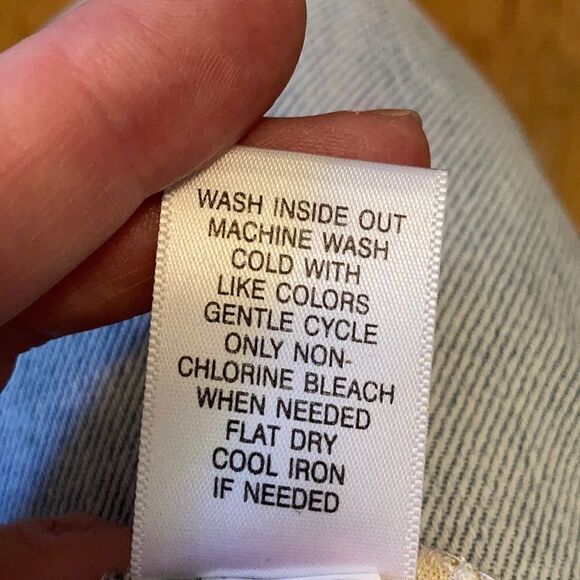 WASH INSIDE OUT
MACHINE WASH
COLD WITH
LIKE COLORS
GENTLE CYCLE
ONLY NON-
CHLORINE BLEACH
WHEN NEEDED
FLAT DRY
COOL IRON
IF NEEDED